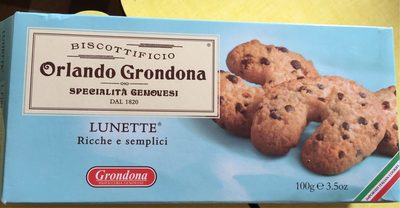 BISCOTTIFICIO
Orlando Grondona
SPECIALITÀ GENOVESI
DAL 1820
LUNETTE®
Ricche e semplici
Grondona
100g e 3.5oz